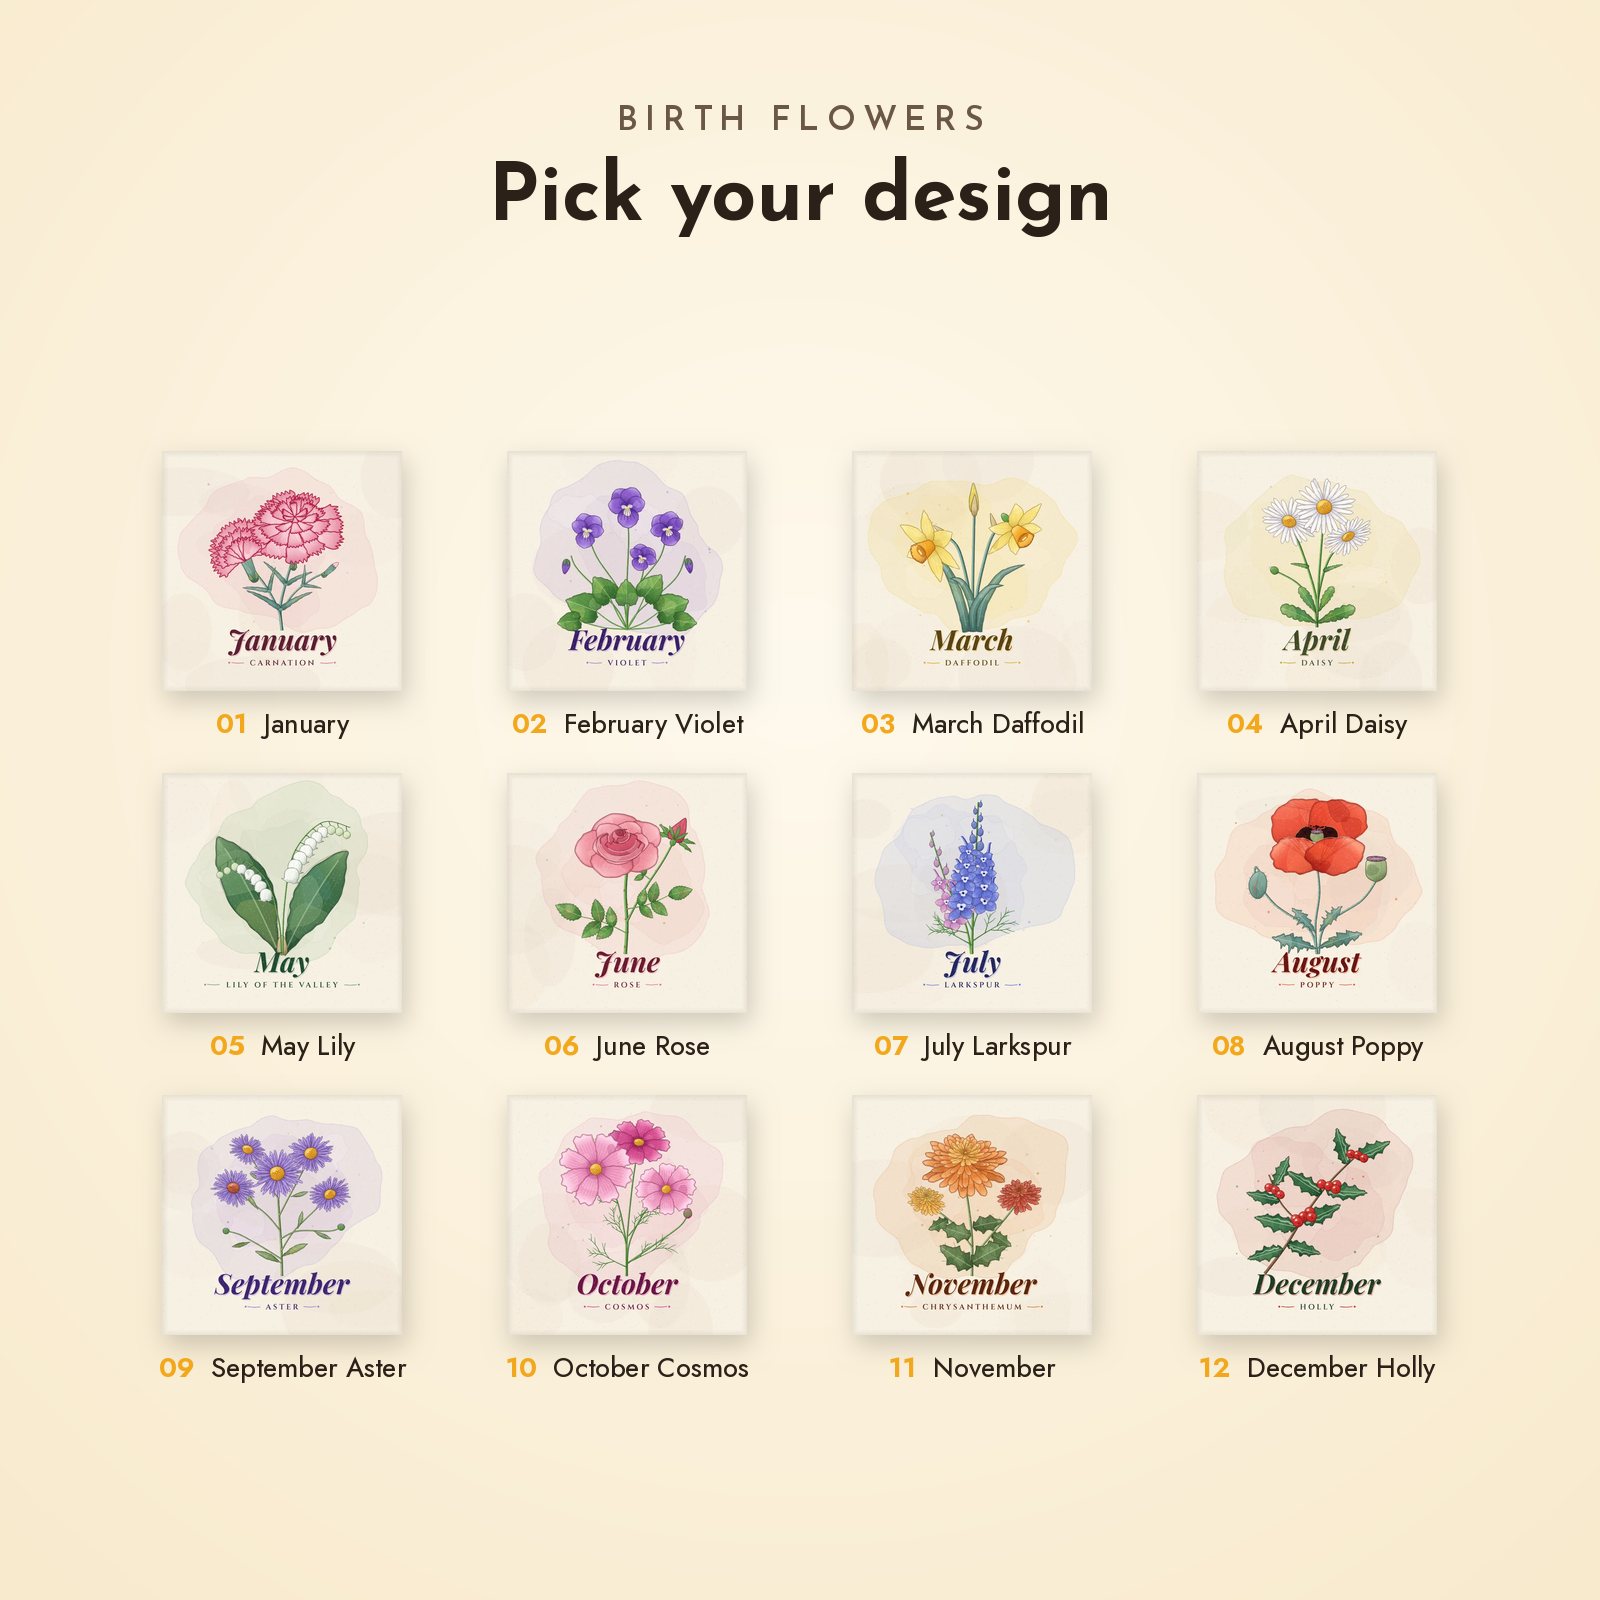 BIRTH FLOWERS
Pick your design
January
CARNATION
01 January
February
VIOLET
02 February Violet
March
DAFFODIL
03 March Daffodil
April
DAISY
04 April Daisy
May
LILY OF THE VALLEY
05 May Lily
June
ROSE
06 June Rose
July
LARKSPUR
07 July Larkspur
August
POPPY
08 August Poppy
September
ASTER
09 September Aster
October
COSMOS
10 October Cosmos
November
CHRYSANTHEMUM
11 November
December
HOLLY
12 December Holly